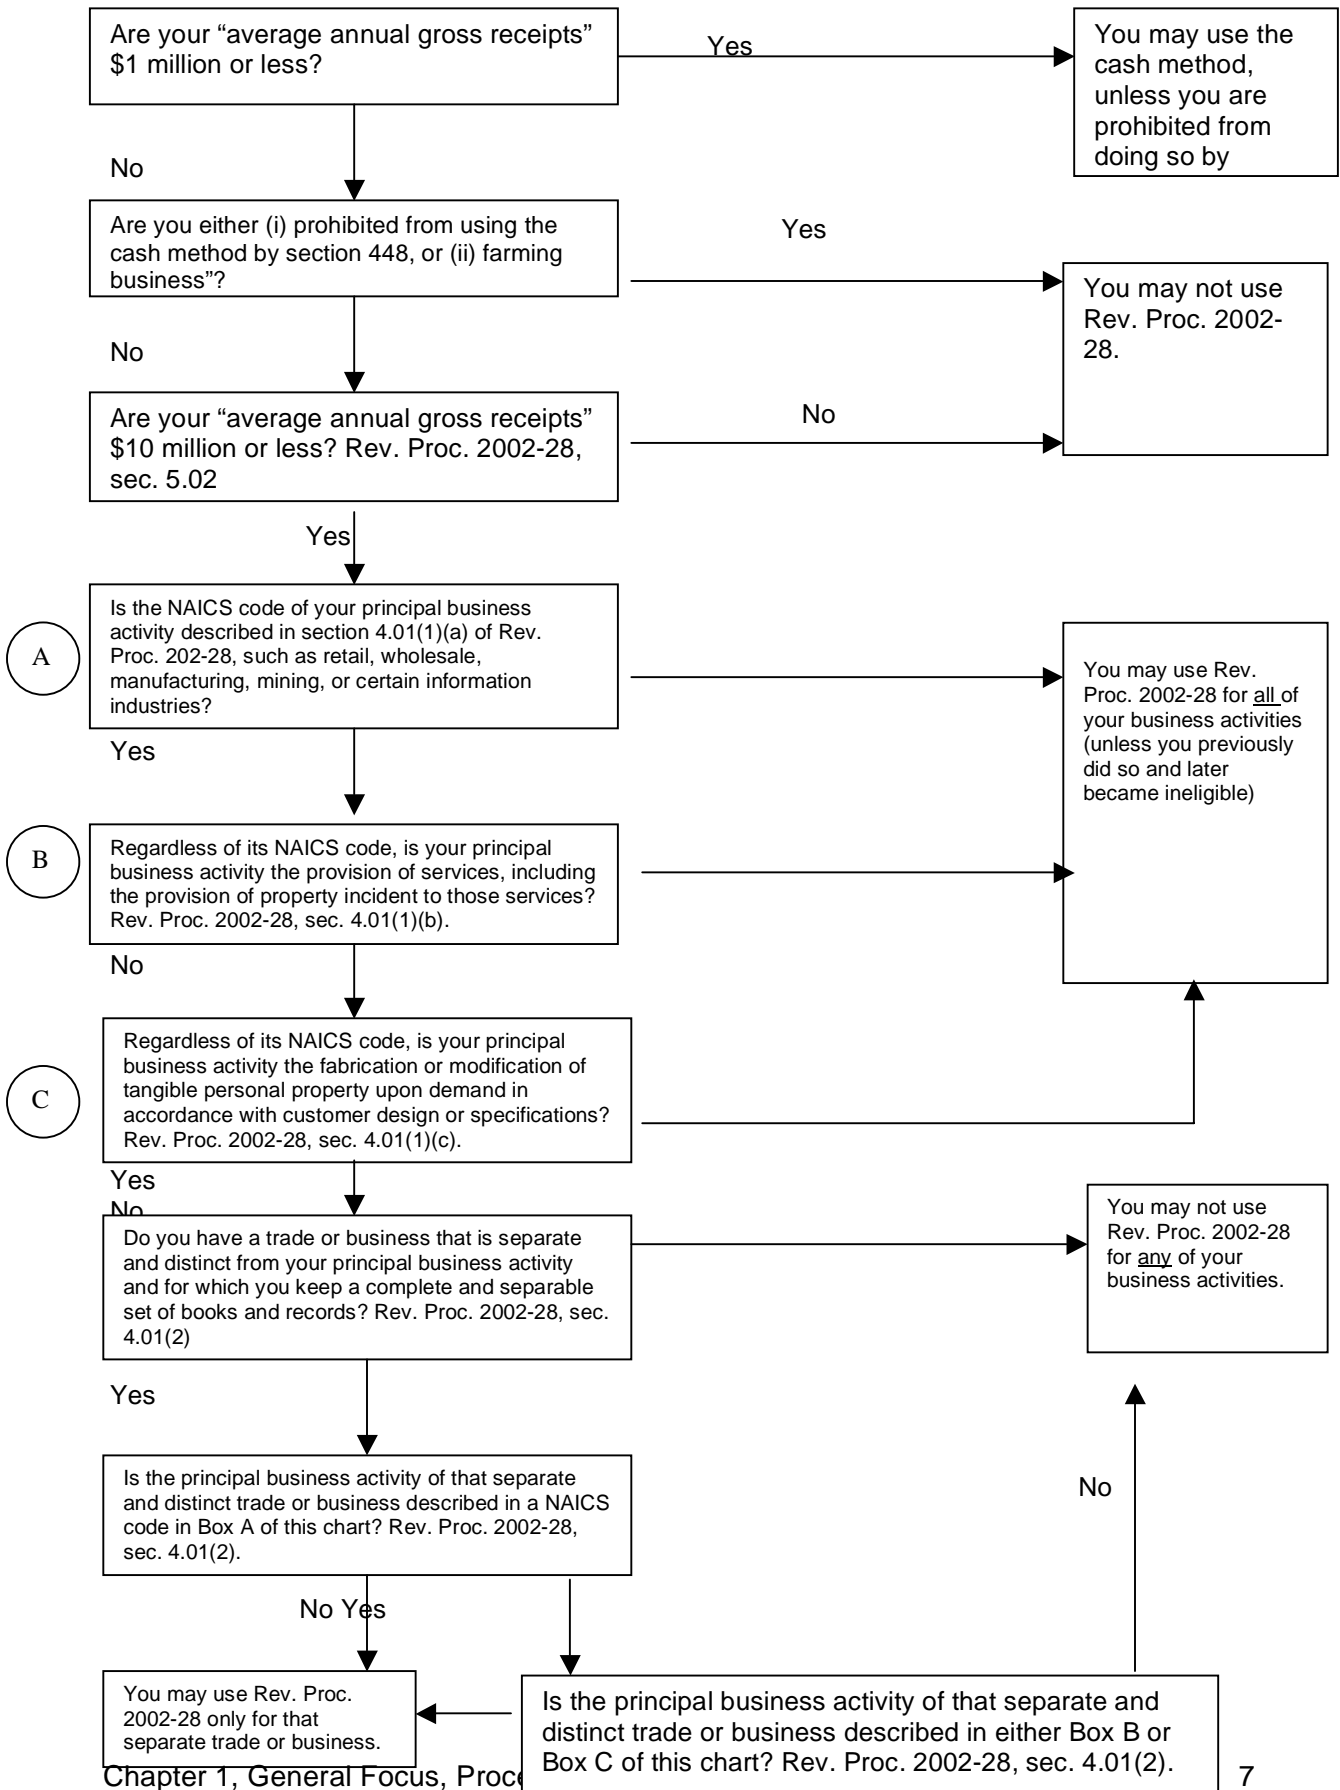 Are your “average annual gross receipts”
$1 million or less?
Yes
You may use the
cash method,
unless you are
prohibited from
doing so by
No
Are you either (i) prohibited from using the
cash method by section 448, or (ii) farming
business”?
Yes
You may not use
Rev. Proc. 2002-
28.
No
Are your “average annual gross receipts”
$10 million or less? Rev. Proc. 2002-28,
sec. 5.02
No
Yes
A
Is the NAICS code of your principal business
activity described in section 4.01(1)(a) of Rev.
Proc. 202-28, such as retail, wholesale,
manufacturing, mining, or certain information
industries?
You may use Rev.
Proc. 2002-28 for all of
your business activities
(unless you previously
did so and later
became ineligible)
Yes
B
Regardless of its NAICS code, is your principal
business activity the provision of services, including
the provision of property incident to those services?
Rev. Proc. 2002-28, sec. 4.01(1)(b).
No
C
Regardless of its NAICS code, is your principal
business activity the fabrication or modification of
tangible personal property upon demand in
accordance with customer design or specifications?
Rev. Proc. 2002-28, sec. 4.01(1)(c).
Yes
No
Do you have a trade or business that is separate
and distinct from your principal business activity
and for which you keep a complete and separable
set of books and records? Rev. Proc. 2002-28, sec.
4.01(2)
You may not use
Rev. Proc. 2002-28
for any of your
business activities.
Yes
Is the principal business activity of that separate
and distinct trade or business described in a NAICS
code in Box A of this chart? Rev. Proc. 2002-28,
sec. 4.01(2).
No
No Yes
You may use Rev. Proc.
2002-28 only for that
separate trade or business.
Is the principal business activity of that separate and
distinct trade or business described in either Box B or
Box C of this chart? Rev. Proc. 2002-28, sec. 4.01(2).
Chapter 1, General Focus, 7